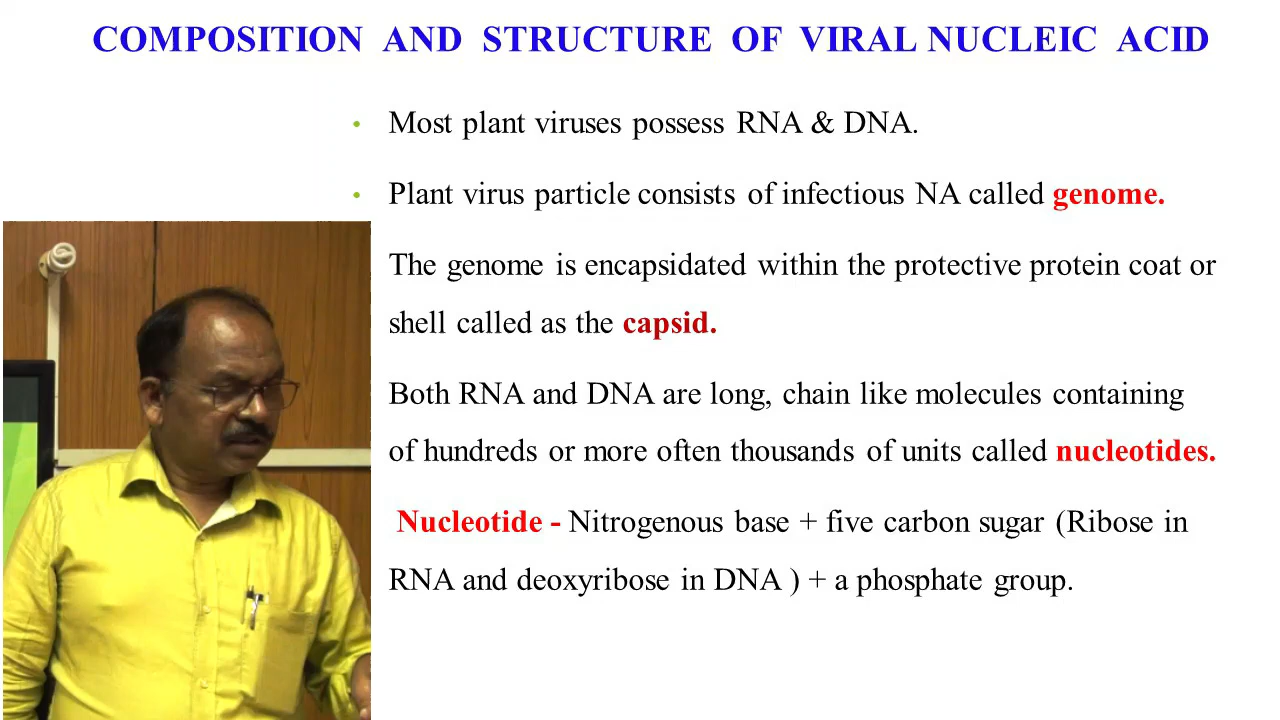 COMPOSITION AND STRUCTURE OF VIRAL NUCLEIC ACID
• Most plant viruses possess RNA & DNA.
• Plant virus particle consists of infectious NA called genome.
The genome is encapsidated within the protective protein coat or
shell called as the capsid.
Both RNA and DNA are long, chain like molecules containing
of hundreds or more often thousands of units called nucleotides.
Nucleotide - Nitrogenous base + five carbon sugar (Ribose in
RNA and deoxyribose in DNA ) + a phosphate group.